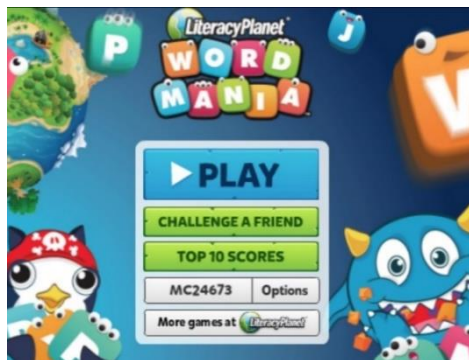 LiteracyPlanet
WORD
MANIA
P
J
W
PLAY
CHALLENGE A FRIEND
TOP 10 SCORES
MC24673 Options
More games at LiteracyPlanet